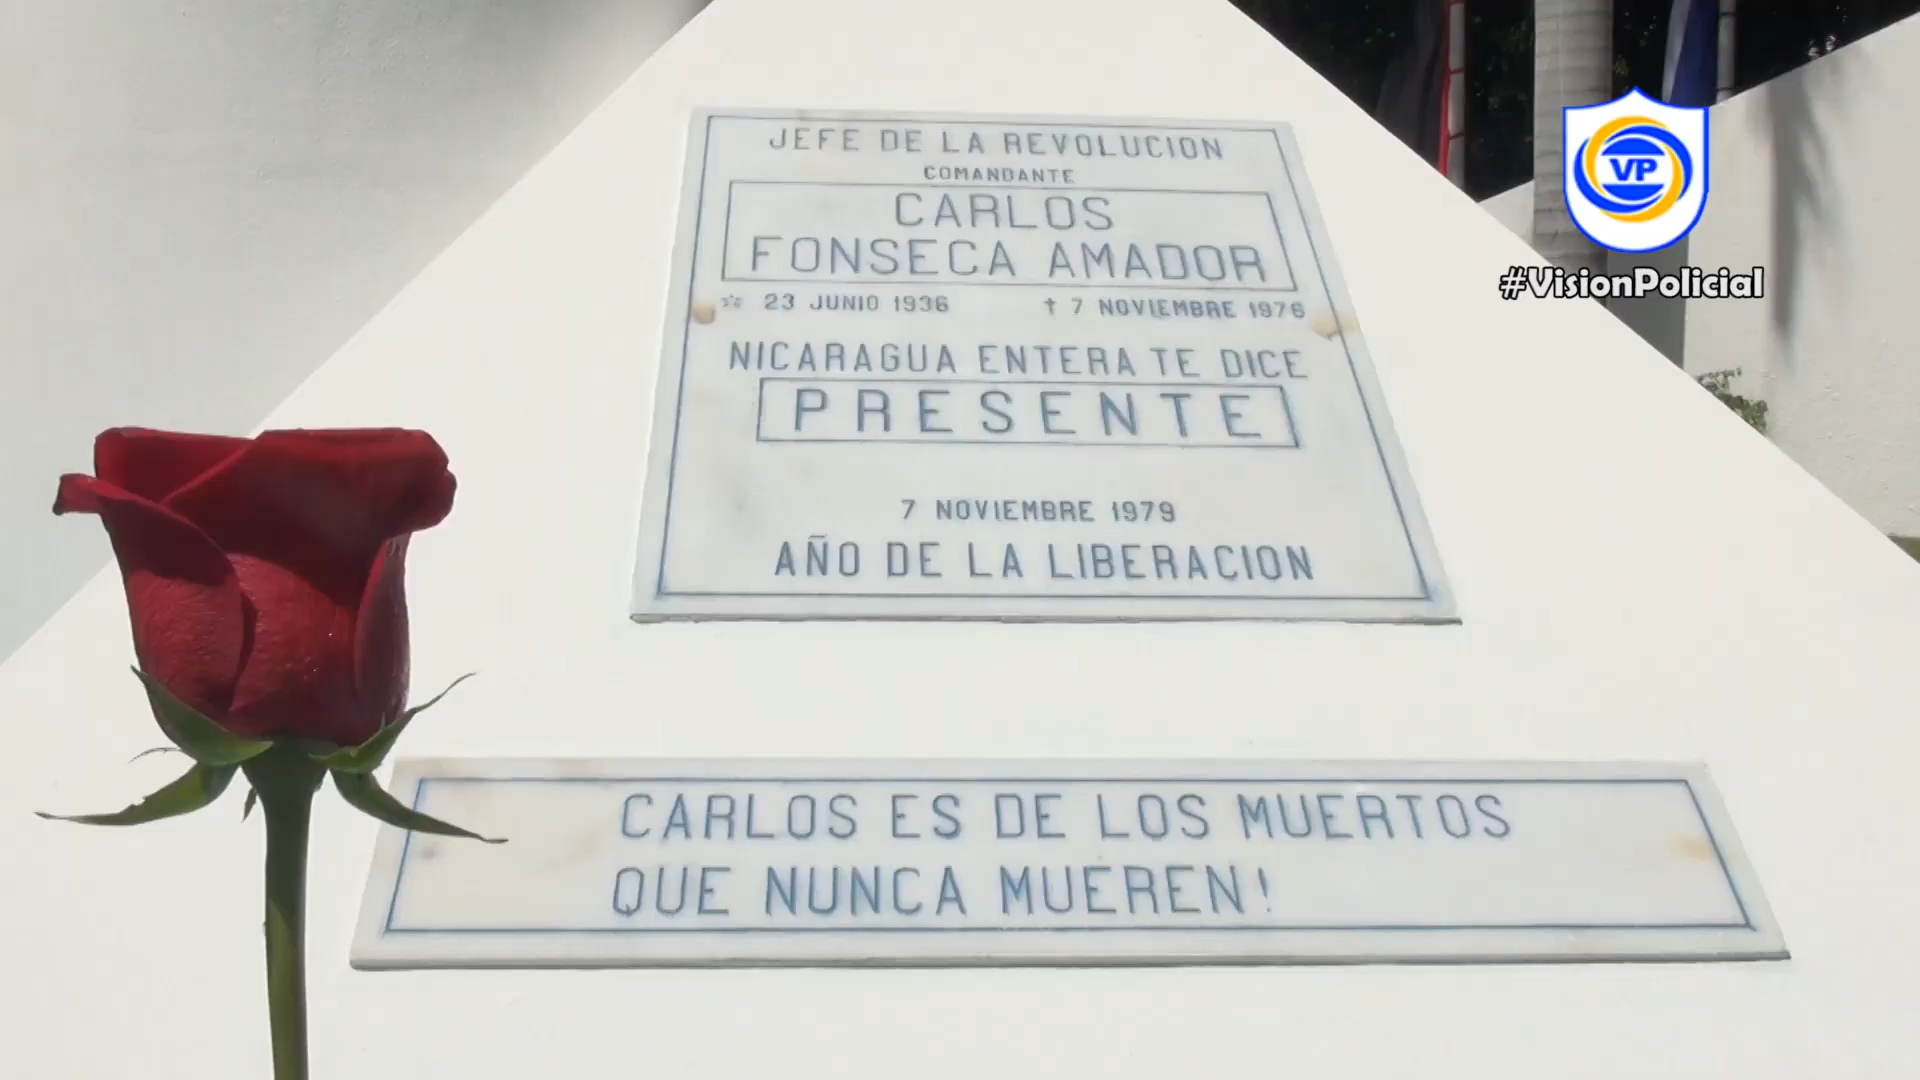 JEFE DE LA REVOLUCION
COMANDANTE
CARLOS
FONSECA AMADOR
23 JUNIO 1936 † 7 NOVIEMBRE 1976
NICARAGUA ENTERA TE DICE
PRESENTE
7 NOVIEMBRE 1979
AÑO DE LA LIBERACION
CARLOS ES DE LOS MUERTOS
QUE NUNCA MUEREN!
VP
#VisionPolicial